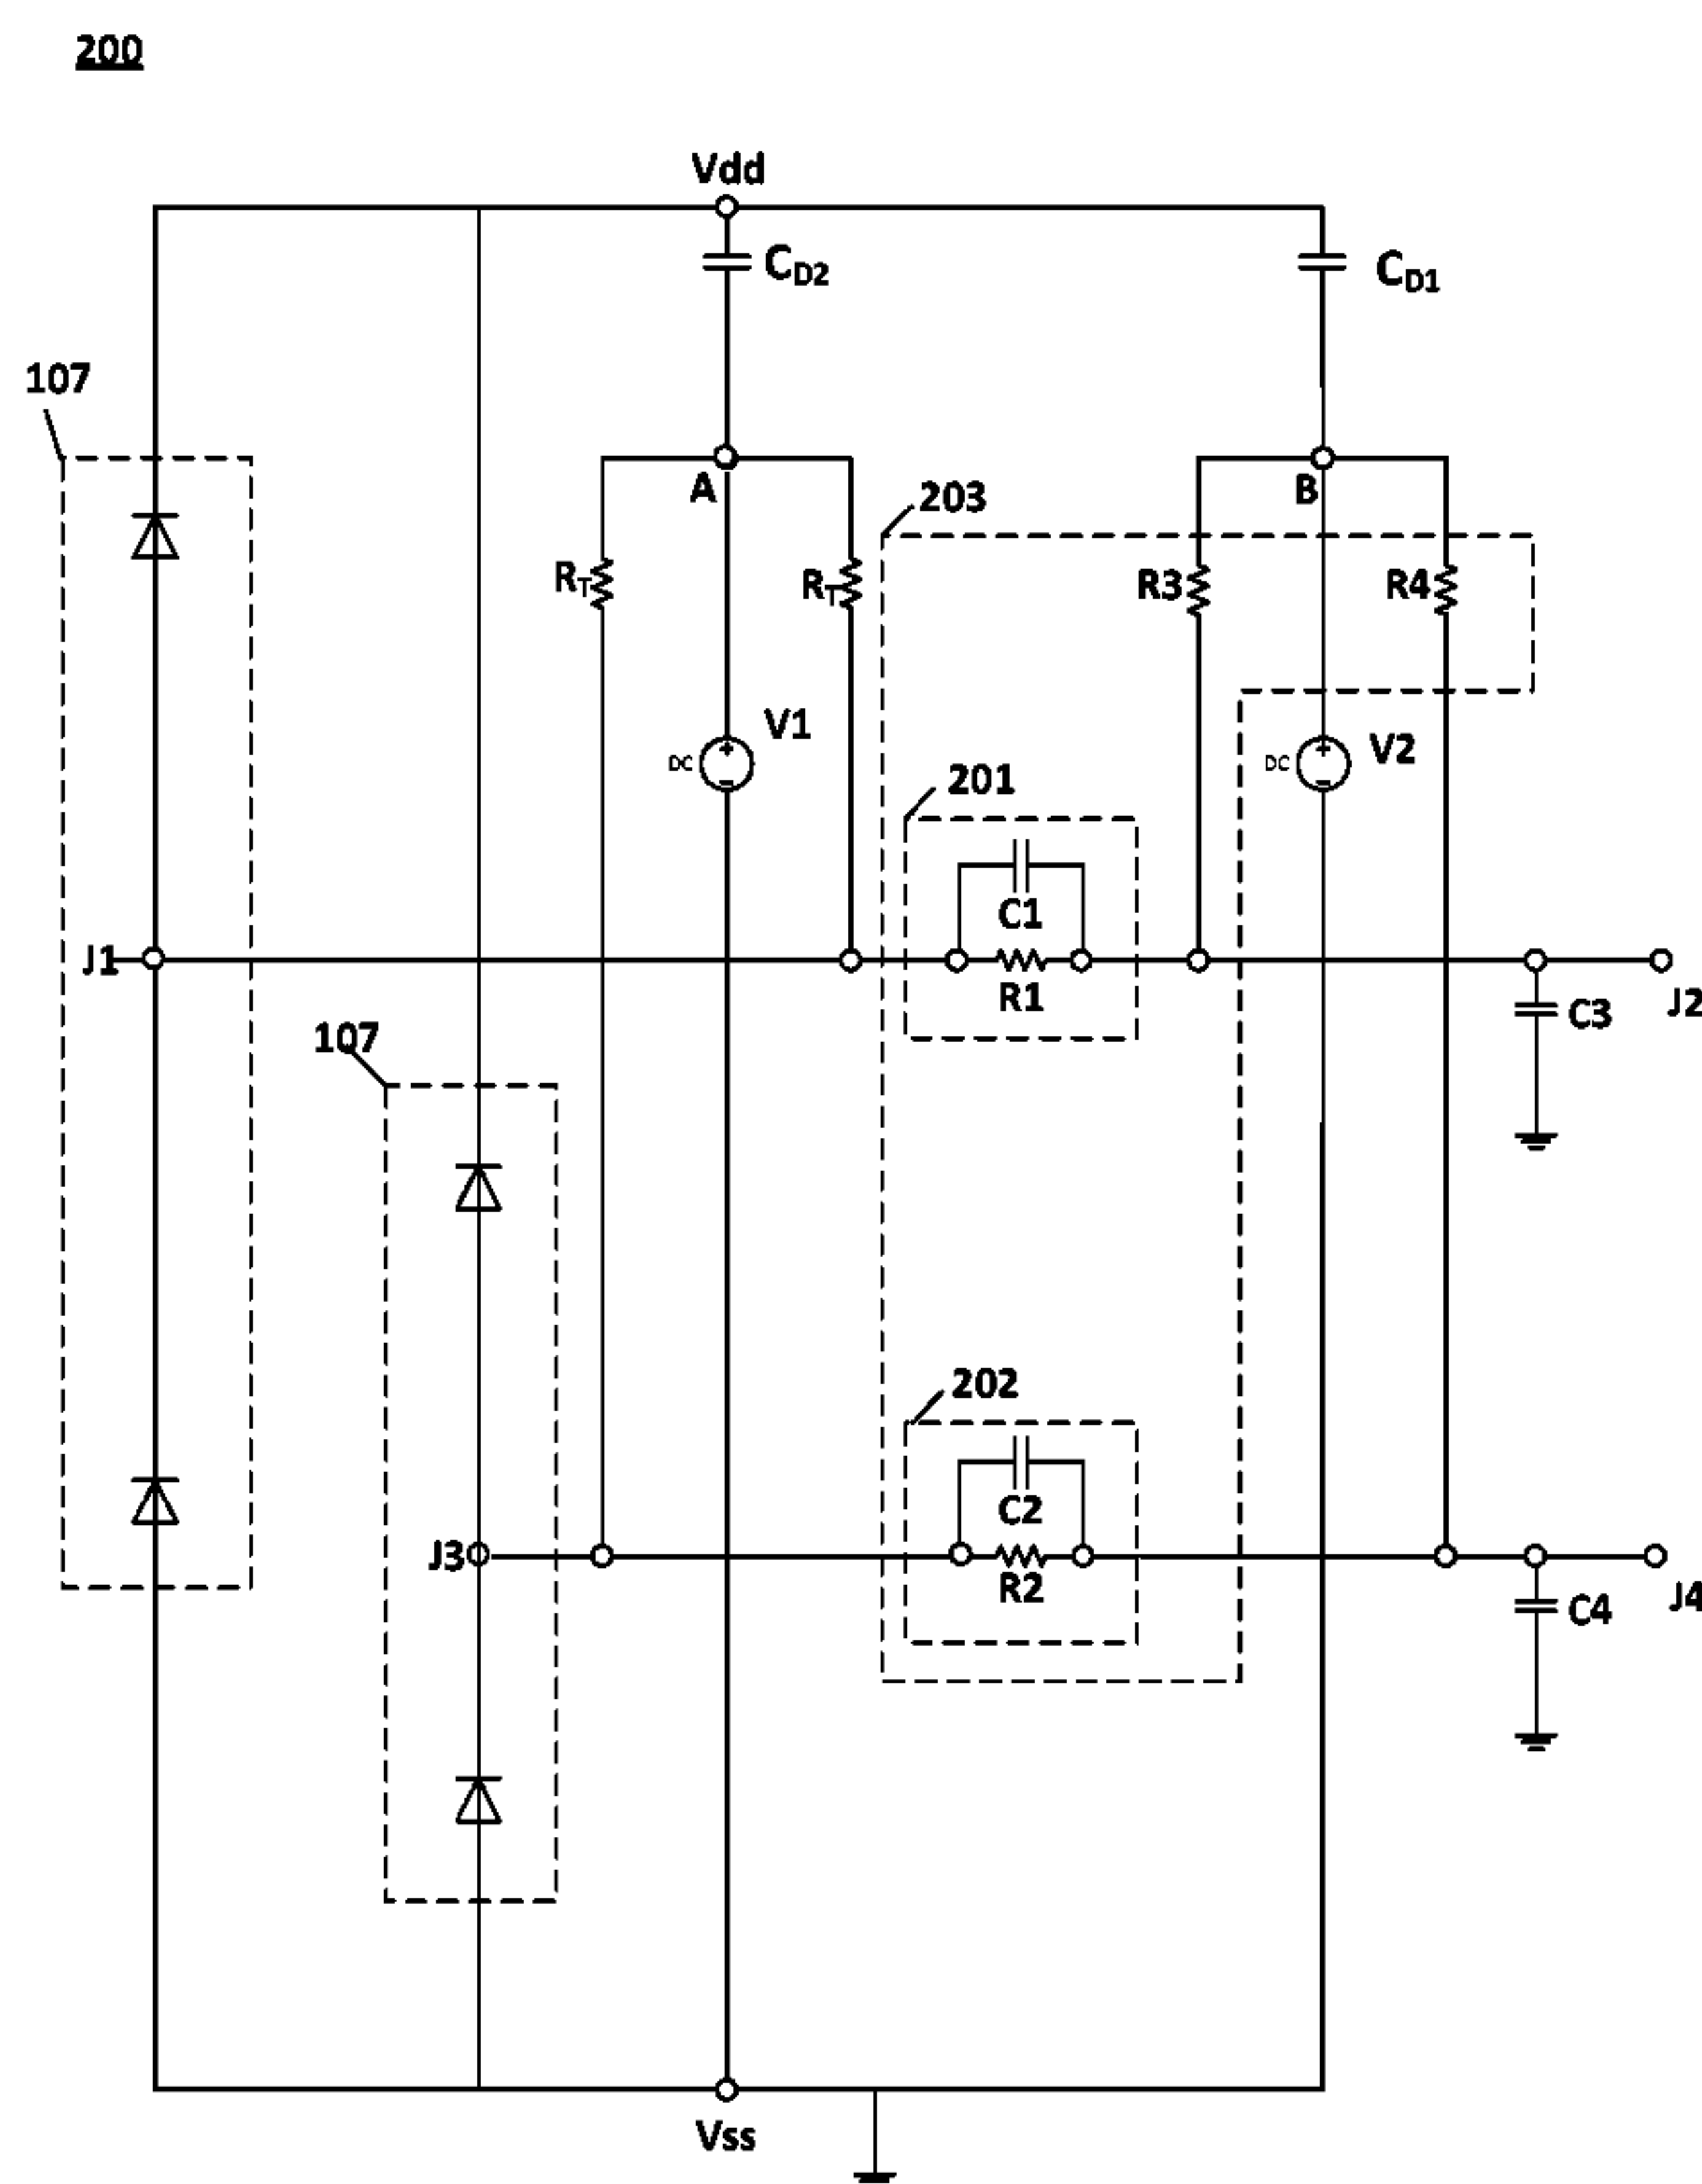 200
Vdd
CD2
CD1
107
A
B
203
RT
RT
R3
R4
V1
DC
V2
DC
201
C1
J1
R1
J2
C3
107
202
C2
J3
R2
J4
C4
Vss
+
-
+
-